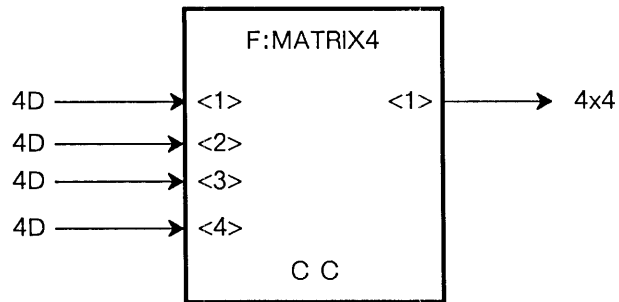 F:MATRIX4
4D <1> <1> 4x4
4D <2>
4D <3>
4D <4>
C C